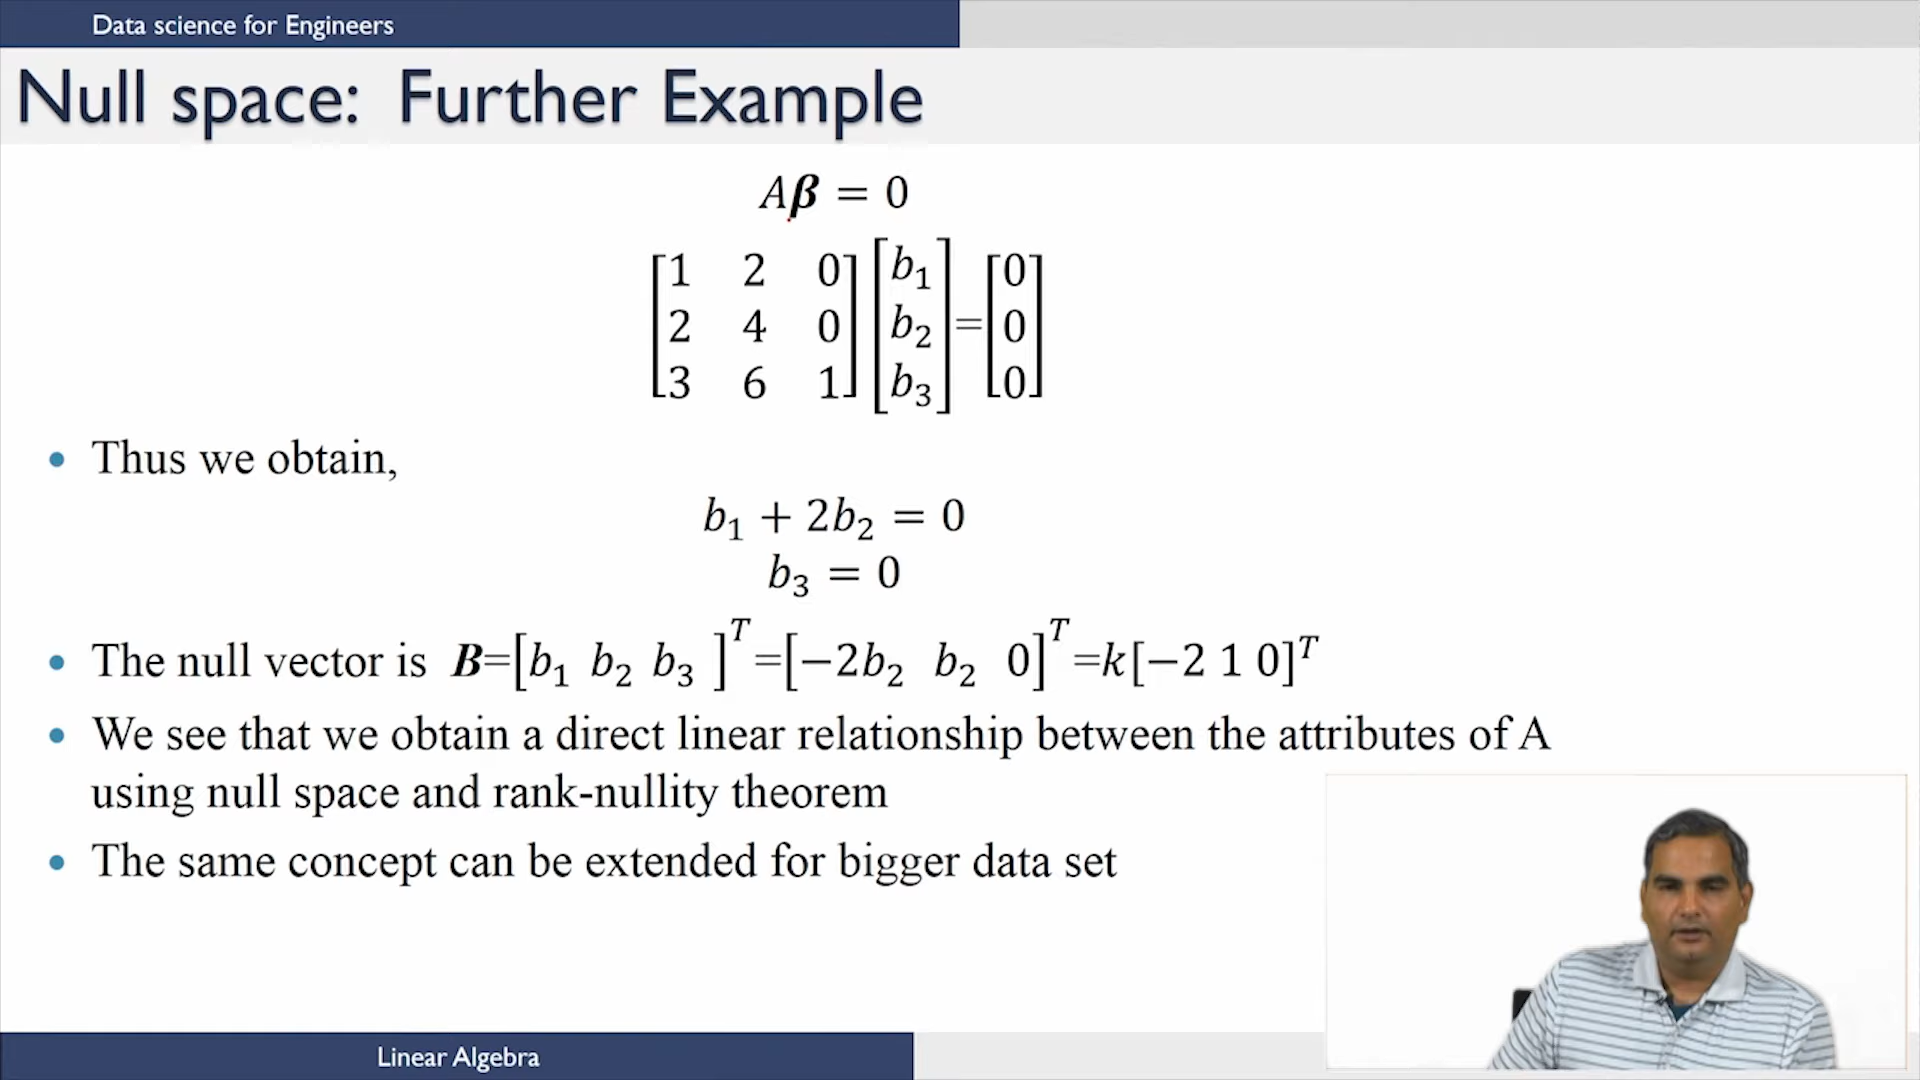 Data science for Engineers
Null space: Further Example
A𝜷 = 0
[1 2 0; 2 4 0; 3 6 1] [b₁; b₂; b₃] = [0; 0; 0]
• Thus we obtain,
b₁ + 2b₂ = 0
b₃ = 0
• The null vector is B=[b₁ b₂ b₃ ]ᵀ=[−2b₂ b₂ 0]ᵀ=k[−2 1 0]ᵀ
• We see that we obtain a direct linear relationship between the attributes of A
using null space and rank-nullity theorem
• The same concept can be extended for bigger data set
Linear Algebra